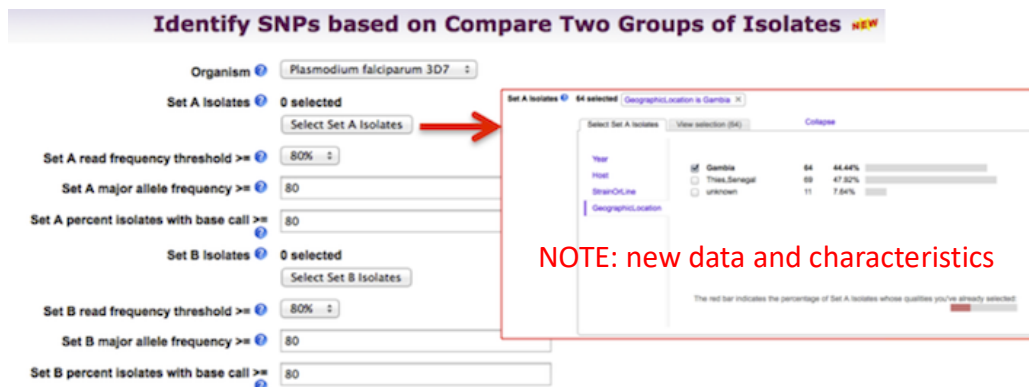 Identify SNPs based on Compare Two Groups of Isolates NEW
Organism Plasmodium falciparum 3D7
Set A Isolates 0 selected
Select Set A Isolates
Set A read frequency threshold >= 80%
Set A major allele frequency >= 80
Set A percent isolates with base call >= 80
Set B Isolates 0 selected
Select Set B Isolates
Set B read frequency threshold >= 80%
Set B major allele frequency >= 80
Set B percent isolates with base call >= 80
Set A Isolates 64 selected GeographicLocation is Gambia X
Select Set A Isolates View selection (64) Collapse
Year
Host
StrainOrLine
GeographicLocation
Gambia 64 44.44%
Thies,Senegal 69 47.92%
unknown 11 7.64%
NOTE: new data and characteristics
The red bar indicates the percentage of Set A Isolates whose qualities you've already selected: